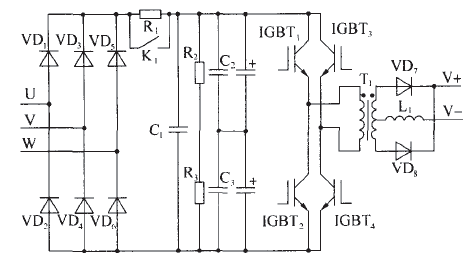 R₁
K₁
VD₁
VD₃
VD₅
U
V
W
VD₂
VD₄
VD₆
C₁
R₂
R₃
C₂
+
C₃
+
IGBT₁
IGBT₃
IGBT₂
IGBT₄
T₁
VD₇
L₁
VD₈
V+
V−